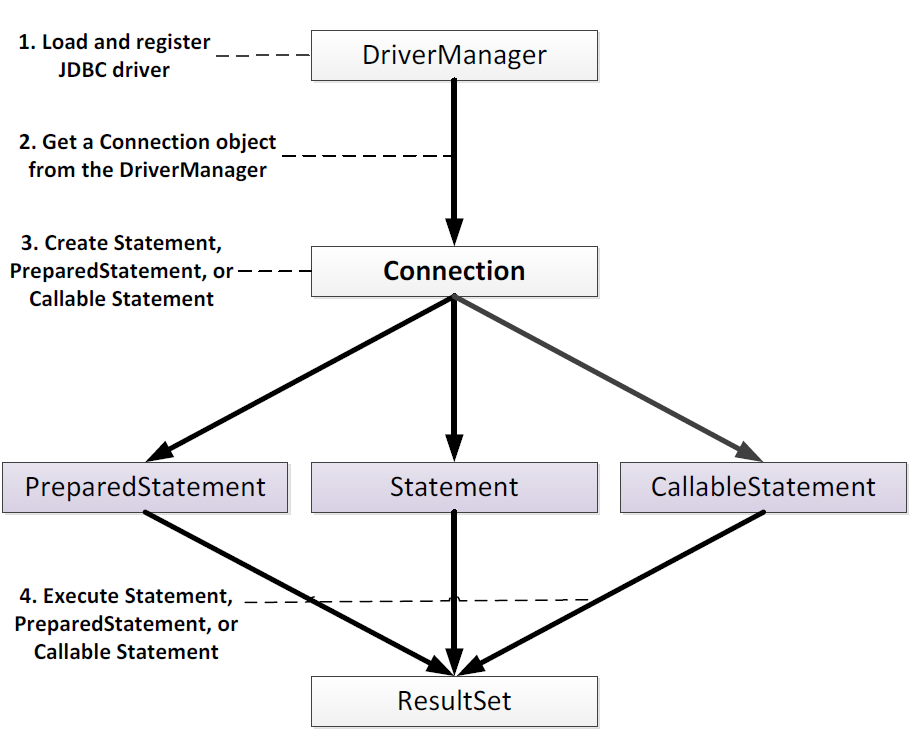 1. Load and register
JDBC driver
DriverManager
2. Get a Connection object
from the DriverManager
3. Create Statement,
PreparedStatement, or
Callable Statement
Connection
PreparedStatement
Statement
CallableStatement
4. Execute Statement,
PreparedStatement, or
Callable Statement
ResultSet